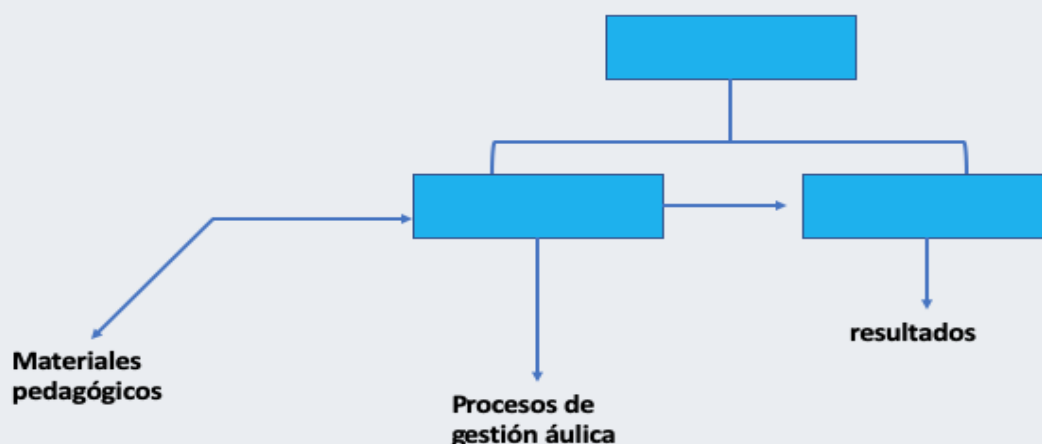 resultados
Materiales
pedagógicos
Procesos de
gestión áulica